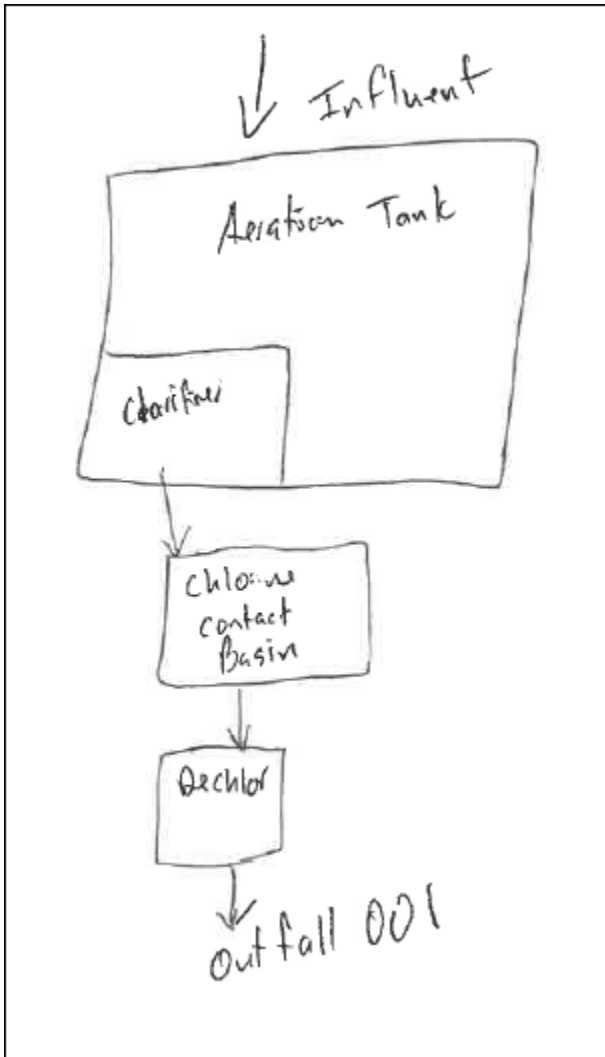 Influent
Aeration Tank
Clarifier
Chlorine
Contact
Basin
Dechlor
Outfall 001